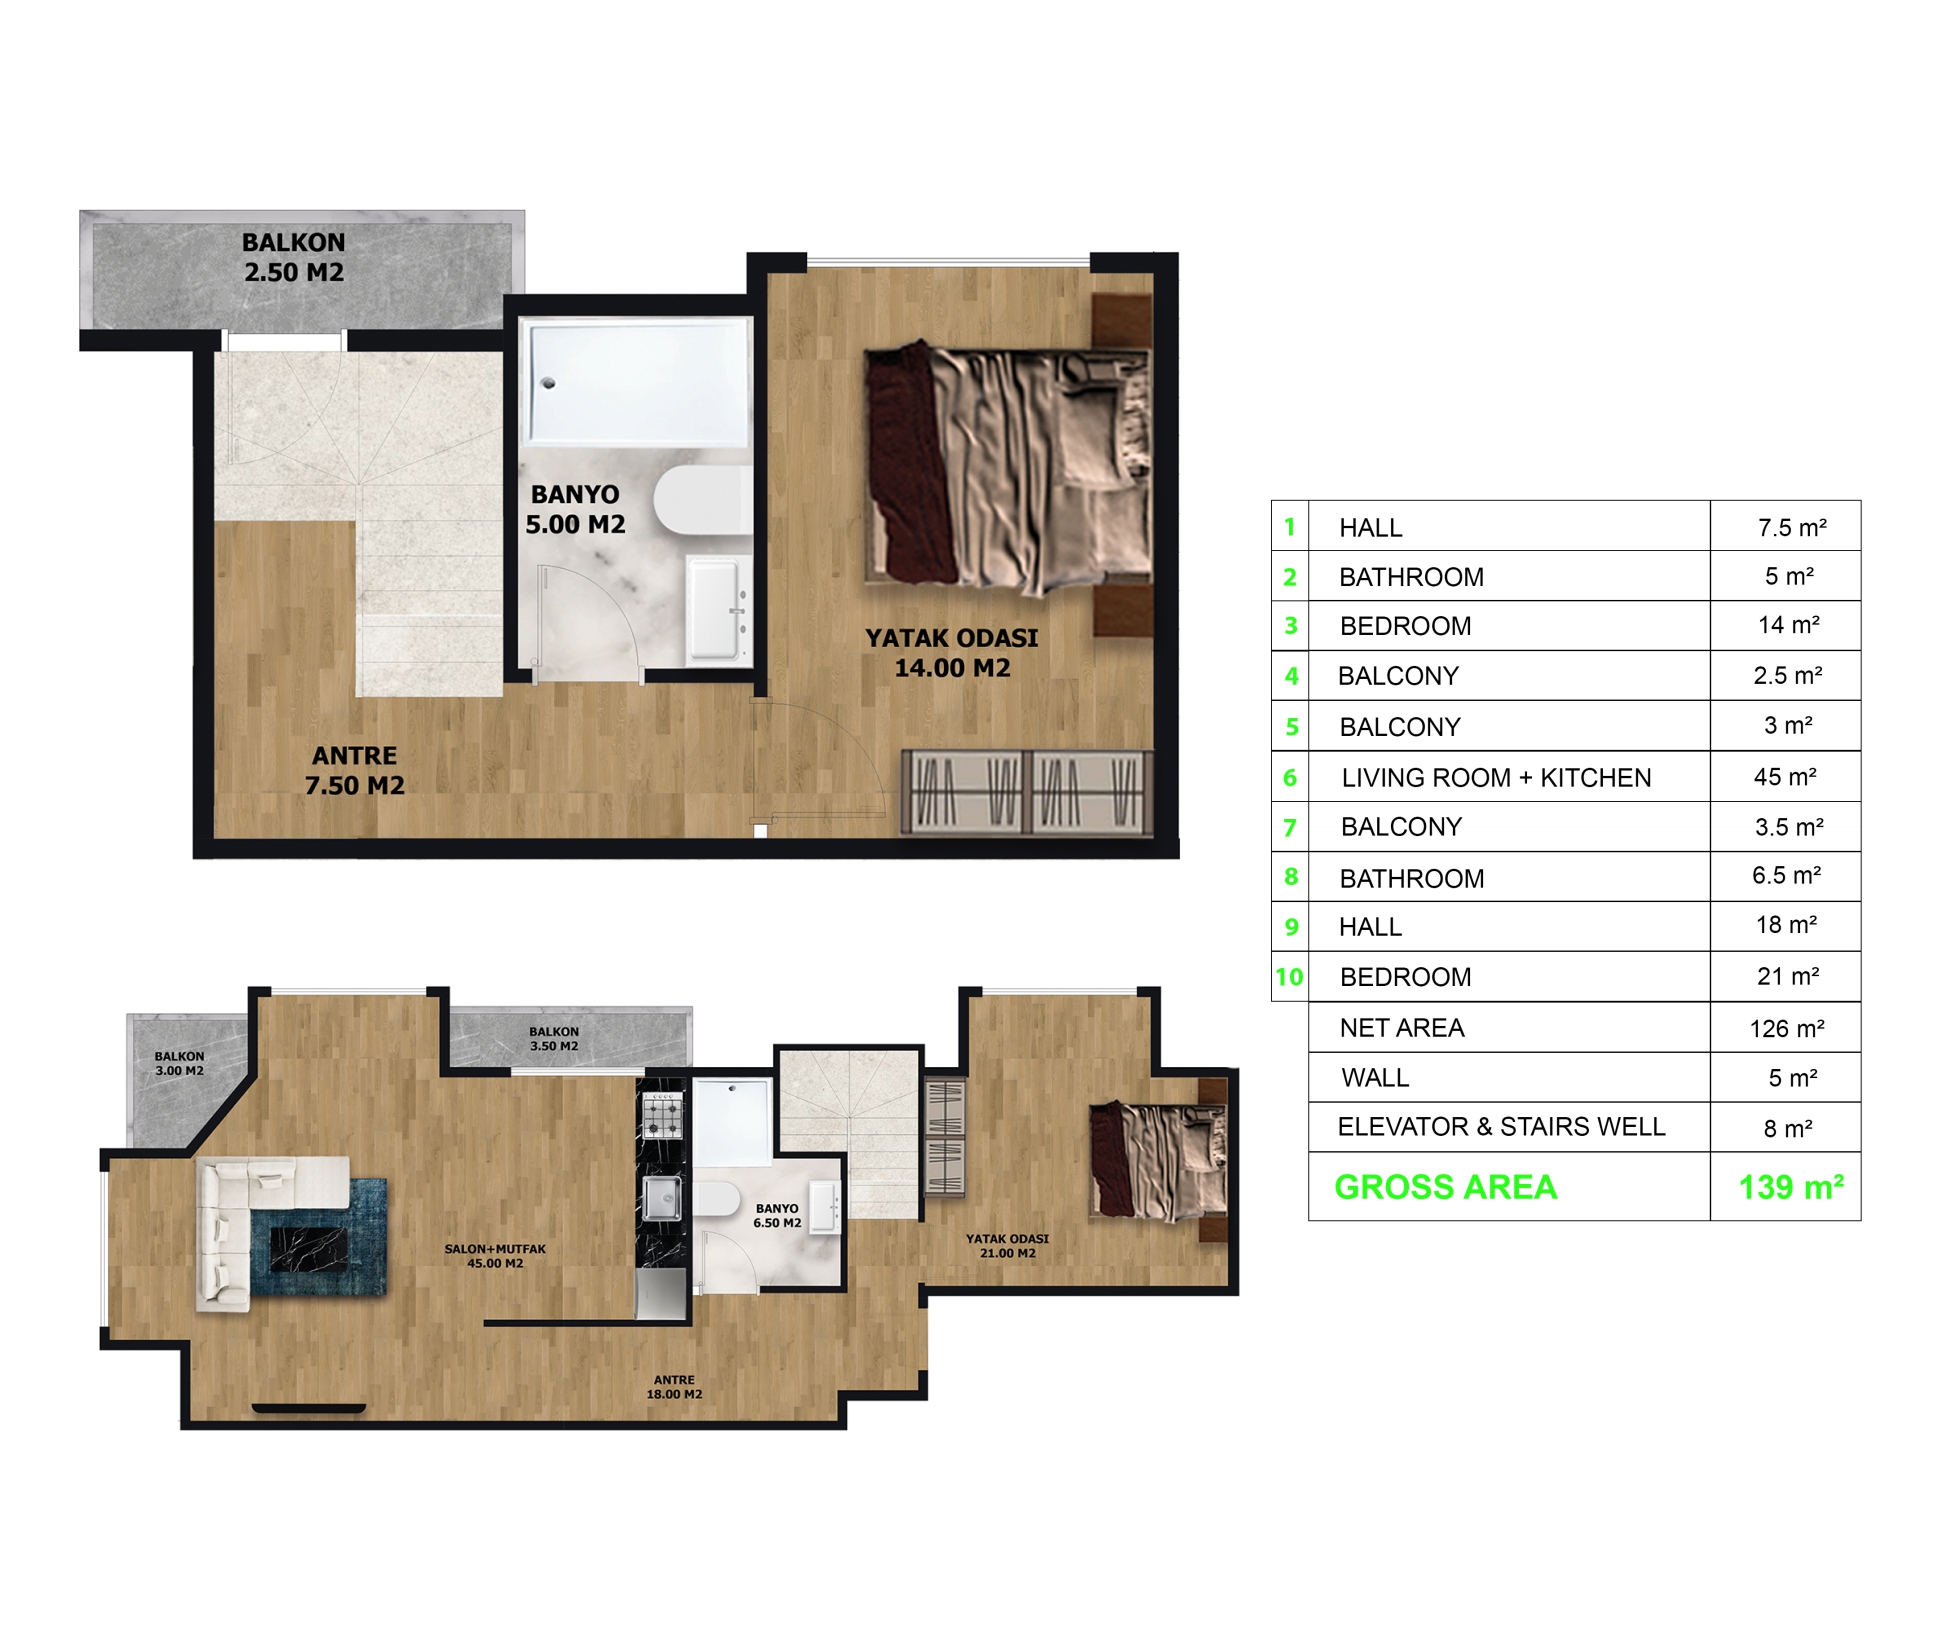 BALKON
2.50 M2
BANYO
5.00 M2
YATAK ODASI
14.00 M2
ANTRE
7.50 M2
BALKON
3.00 M2
BALKON
3.50 M2
SALON+MUTFAK
45.00 M2
BANYO
6.50 M2
YATAK ODASI
21.00 M2
ANTRE
18.00 M2
1 HALL 7.5 m²
2 BATHROOM 5 m²
3 BEDROOM 14 m²
4 BALCONY 2.5 m²
5 BALCONY 3 m²
6 LIVING ROOM + KITCHEN 45 m²
7 BALCONY 3.5 m²
8 BATHROOM 6.5 m²
9 HALL 18 m²
10 BEDROOM 21 m²
NET AREA 126 m²
WALL 5 m²
ELEVATOR & STAIRS WELL 8 m²
GROSS AREA 139 m²